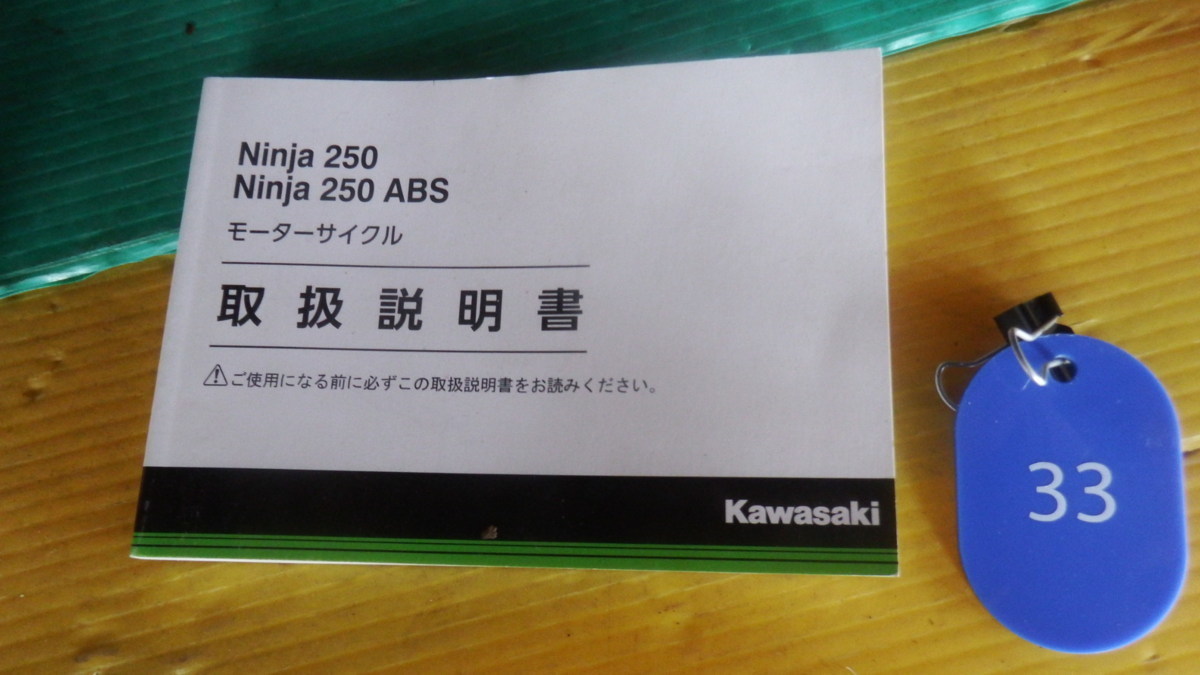 Ninja 250
Ninja 250 ABS
モーターサイクル
取扱説明書
⚠ご使用になる前に必ずこの取扱説明書をお読みください。
Kawasaki
33